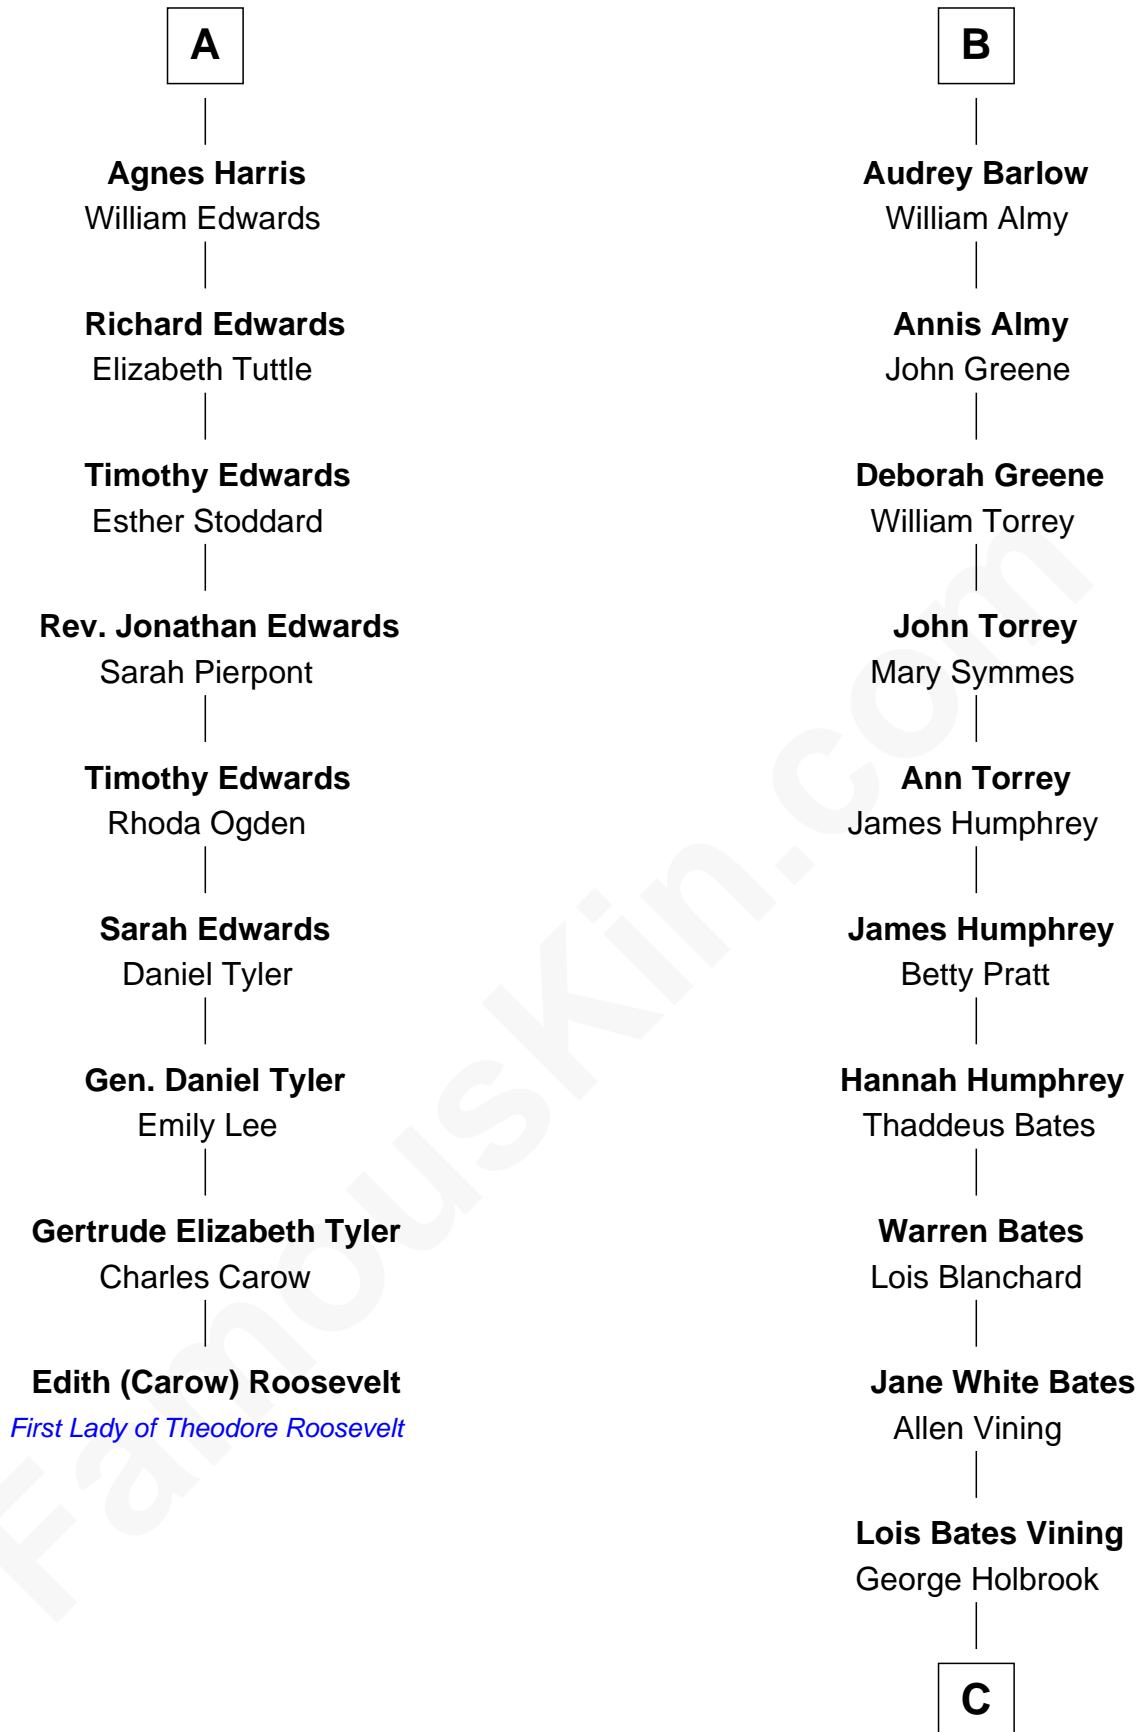 A
Agnes Harris
William Edwards
Richard Edwards
Elizabeth Tuttle
Timothy Edwards
Esther Stoddard
Rev. Jonathan Edwards
Sarah Pierpont
Timothy Edwards
Rhoda Ogden
Sarah Edwards
Daniel Tyler
Gen. Daniel Tyler
Emily Lee
Gertrude Elizabeth Tyler
Charles Carow
Edith (Carow) Roosevelt
First Lady of Theodore Roosevelt
B
Audrey Barlow
William Almy
Annis Almy
John Greene
Deborah Greene
William Torrey
John Torrey
Mary Symmes
Ann Torrey
James Humphrey
James Humphrey
Betty Pratt
Hannah Humphrey
Thaddeus Bates
Warren Bates
Lois Blanchard
Jane White Bates
Allen Vining
Lois Bates Vining
George Holbrook
C
FamousKin.com